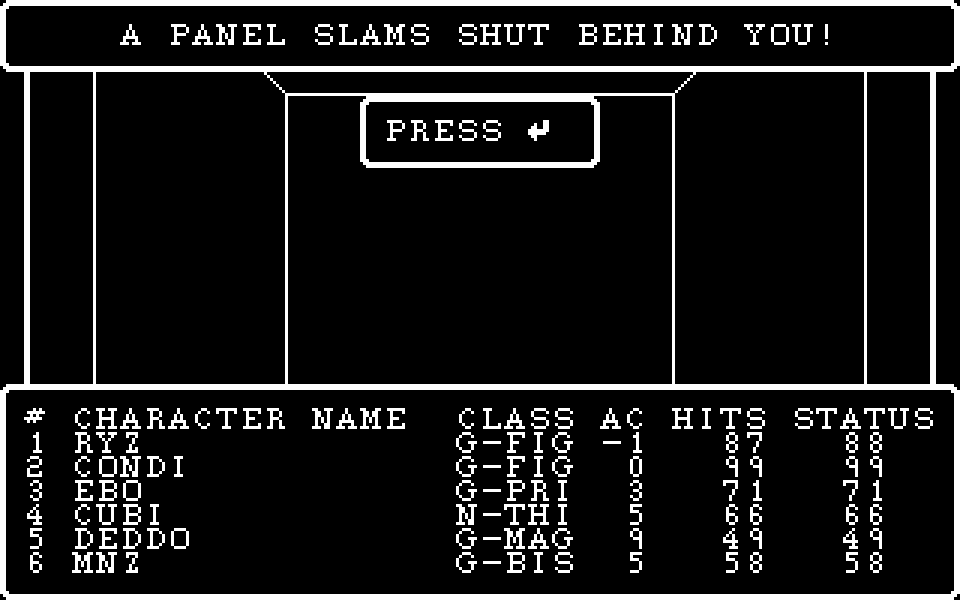 A PANEL SLAMS SHUT BEHIND YOU!
PRESS ↵
# CHARACTER NAME CLASS AC HITS STATUS
1 RYZ G-FIG -1 87 88
2 CONDI G-FIG 0 99 99
3 EBO G-PRI 3 71 71
4 CUBI N-THI 5 66 66
5 DEDDO G-MAG 9 49 49
6 MNZ G-BIS 5 58 58